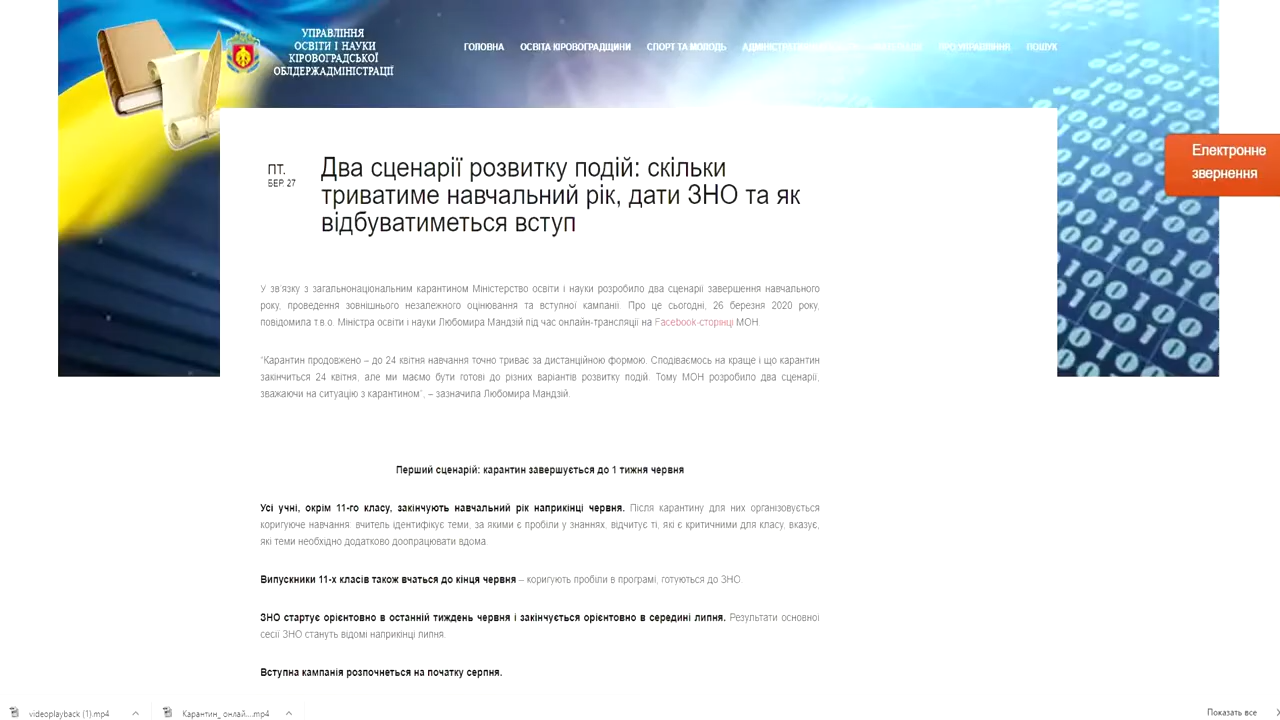 УПРАВЛІННЯ
ОСВІТИ І НАУКИ
КІРОВОГРАДСЬКОЇ
ОБЛДЕРЖАДМІНІСТРАЦІЇ
ГОЛОВНА ОСВІТА КІРОВОГРАДЩИНИ СПОРТ ТА МОЛОДЬ ПРО УПРАВЛІННЯ ПОШУК
Електронне
звернення
ПТ.
БЕР. 27
Два сценарії розвитку подій: скільки
триватиме навчальний рік, дати ЗНО та як
відбуватиметься вступ
У зв’язку з загальнонаціональним карантином Міністерство освіти і науки розробило два сценарії завершення навчального
року, проведення зовнішнього незалежного оцінювання та вступної кампанії. Про це сьогодні, 26 березня 2020 року,
повідомила т.в.о. Міністра освіти і науки Любомира Мандзій під час онлайн-трансляції на Facebook-сторінці МОН.
“Карантин продовжено – до 24 квітня навчання точно триває за дистанційною формою. Сподіваємось на краще і що карантин
закінчиться 24 квітня, але ми маємо бути готові до різних варіантів розвитку подій. Тому МОН розробило два сценарії,
зважаючи на ситуацію з карантином”, – зазначила Любомира Мандзій.
Перший сценарій: карантин завершується до 1 тижня червня
Усі учні, окрім 11-го класу, закінчують навчальний рік наприкінці червня. Після карантину для них організовується
коригуюче навчання: вчитель ідентифікує теми, за якими є пробіли у знаннях, відчитує ті, які є критичними для класу, вказує,
які теми необхідно додатково доопрацювати вдома.
Випускники 11-х класів також вчаться до кінця червня – коригують пробіли в програмі, готуються до ЗНО.
ЗНО стартує орієнтовно в останній тиждень червня і закінчується орієнтовно в середині липня. Результати основної
сесії ЗНО стануть відомі наприкінці липня.
Вступна кампанія розпочнеться на початку серпня.
videoplayback (1).mp4 Карантин_ онлай....mp4 Показать все